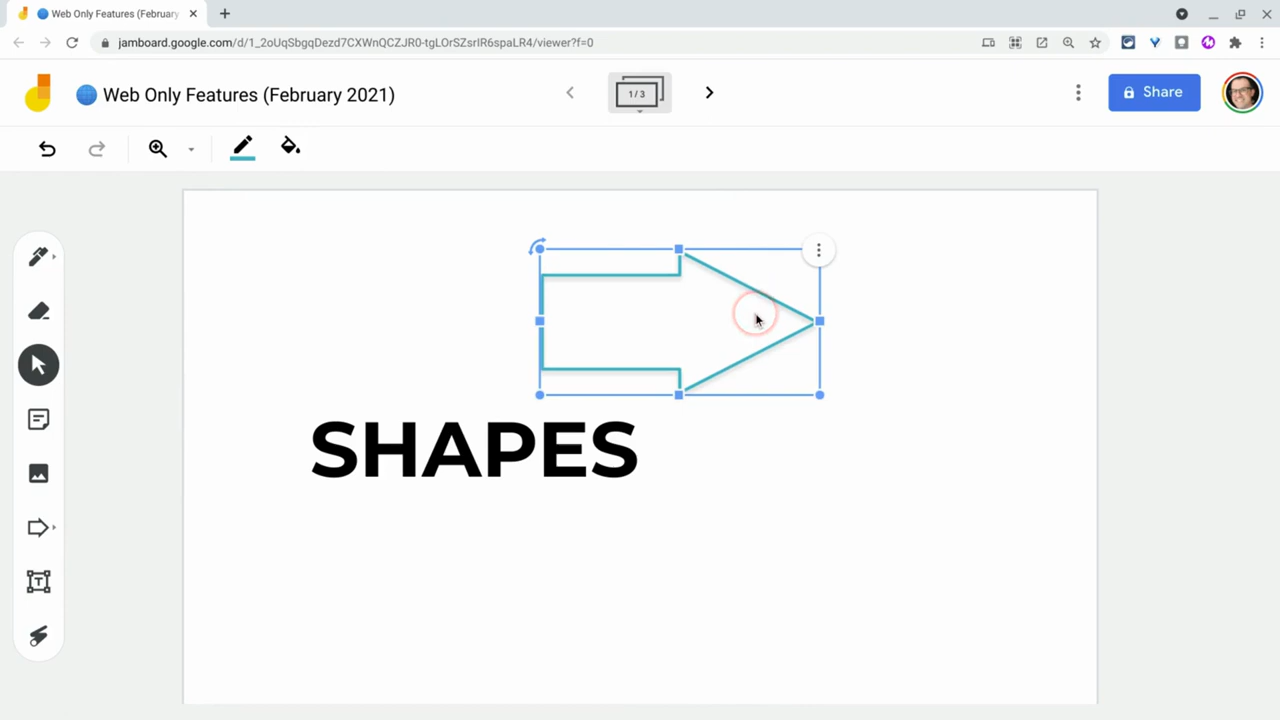 Web Only Features (February
jamboard.google.com/d/1_2oUqSbgqDezd7CXWnQCZJR0-tgLOrSZsrIR6spaLR4/viewer?f=0
Web Only Features (February 2021)
1 / 3
Share
SHAPES
T